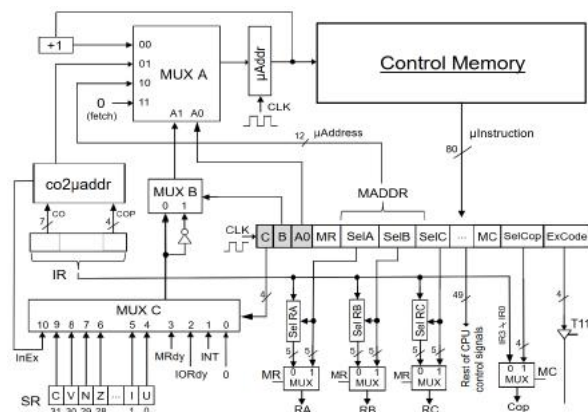 +1
00
01
10
11
MUX A
A1 A0
0
(fetch)
µAddr
CLK
Control Memory
12
µAddress
µInstruction
80
co2µaddr
7
CO
COP
4
IR
MUX B
0 1
MADDR
CLK
C B A0 MR SelA SelB SelC ... MC SelCop ExCode
MUX C
10 9 8 7 6 5 4 3 2 1 0
InEx
MRdy
IORdy
INT
0
4
SR
C V N Z ... I U
31 30 29 28 1 0
Sel RA
Sel RB
Sel RC
5 5
5 5
5 5
MR
0 1
MUX
RA
MR
0 1
MUX
RB
MR
0 1
MUX
RC
49
Rest of CPU
control signals
IR3 ÷ IR0
4
0 1
MUX
MC
Cop
4
T11